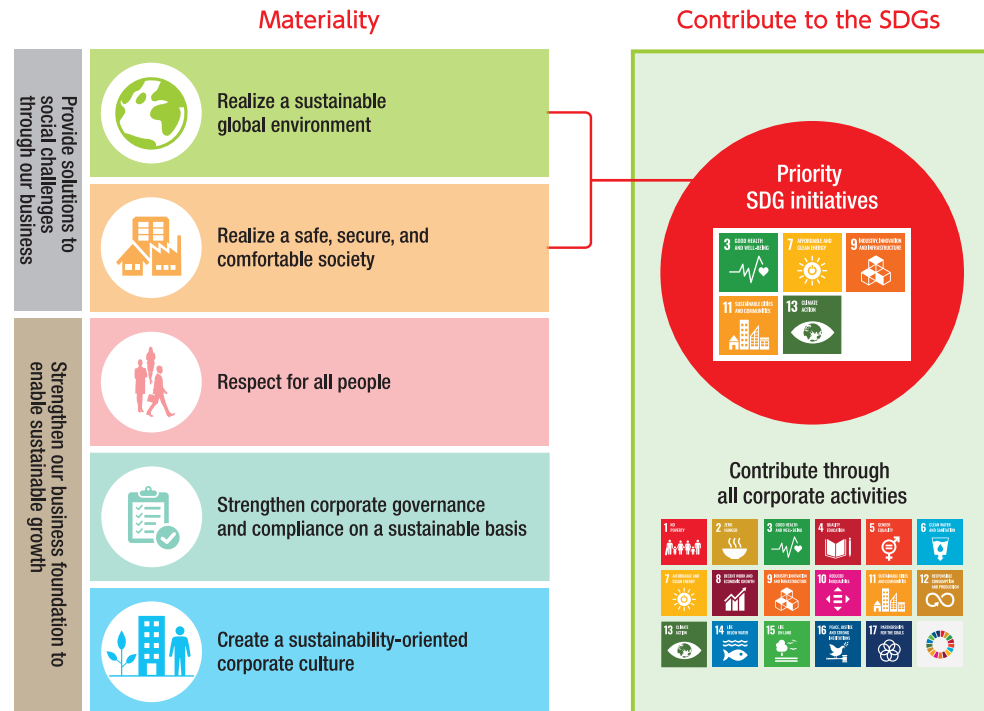 Materiality
Contribute to the SDGs
Provide solutions to
social challenges
through our business
Realize a sustainable
global environment
Realize a safe, secure, and
comfortable society
Strengthen our business foundation to
enable sustainable growth
Respect for all people
Strengthen corporate governance
and compliance on a sustainable basis
Create a sustainability-oriented
corporate culture
Priority
SDG initiatives
3 GOOD HEALTH
AND WELL-BEING
7 AFFORDABLE AND
CLEAN ENERGY
9 INDUSTRY, INNOVATION
AND INFRASTRUCTURE
11 SUSTAINABLE CITIES
AND COMMUNITIES
13 CLIMATE
ACTION
Contribute through
all corporate activities
1 NO
POVERTY
2 ZERO
HUNGER
3 GOOD HEALTH
AND WELL-BEING
4 QUALITY
EDUCATION
5 GENDER
EQUALITY
6 CLEAN WATER
AND SANITATION
7 AFFORDABLE AND
CLEAN ENERGY
8 DECENT WORK AND
ECONOMIC GROWTH
9 INDUSTRY, INNOVATION
AND INFRASTRUCTURE
10 REDUCED
INEQUALITIES
11 SUSTAINABLE CITIES
AND COMMUNITIES
12 RESPONSIBLE
CONSUMPTION
AND PRODUCTION
13 CLIMATE
ACTION
14 LIFE
BELOW WATER
15 LIFE
ON LAND
16 PEACE, JUSTICE
AND STRONG
INSTITUTIONS
17 PARTNERSHIPS
FOR THE GOALS